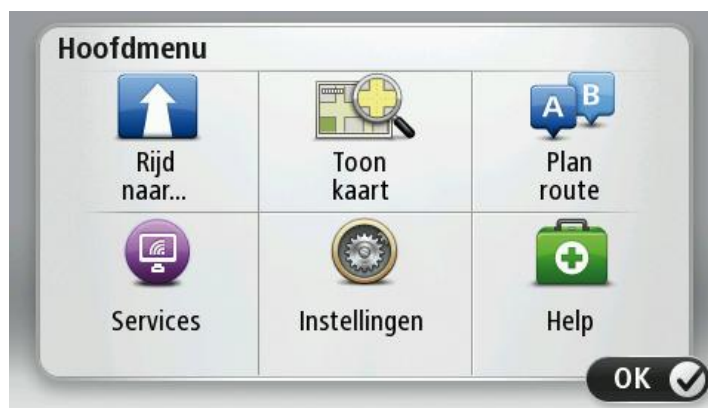 Hoofdmenu
Rijd
naar...
Toon
kaart
A B
Plan
route
Services
Instellingen
Help
OK